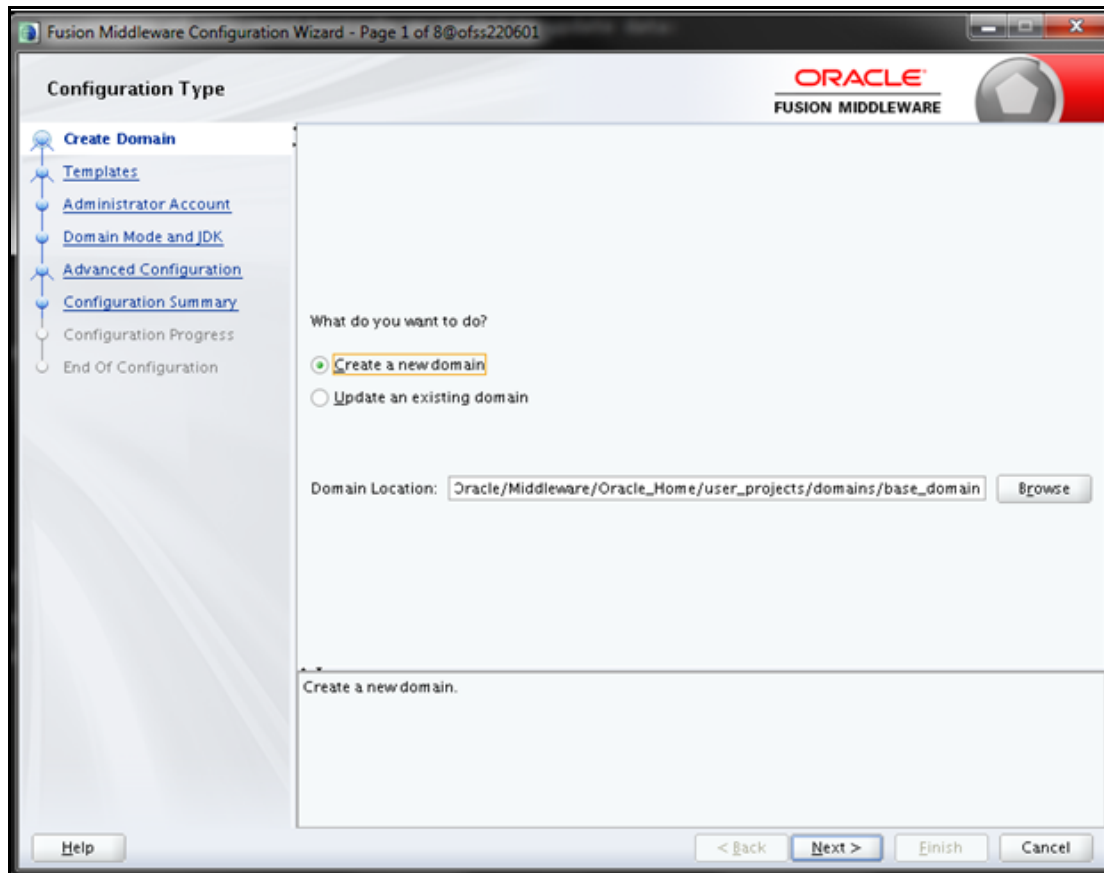 Fusion Middleware Configuration Wizard - Page 1 of 8@ofss220601
Configuration Type
ORACLE
FUSION MIDDLEWARE
Create Domain
Templates
Administrator Account
Domain Mode and JDK
Advanced Configuration
Configuration Summary
Configuration Progress
End Of Configuration
What do you want to do?
Create a new domain
Update an existing domain
Domain Location: Oracle/Middleware/Oracle_Home/user_projects/domains/base_domain Browse
Create a new domain.
Help < Back Next > Finish Cancel